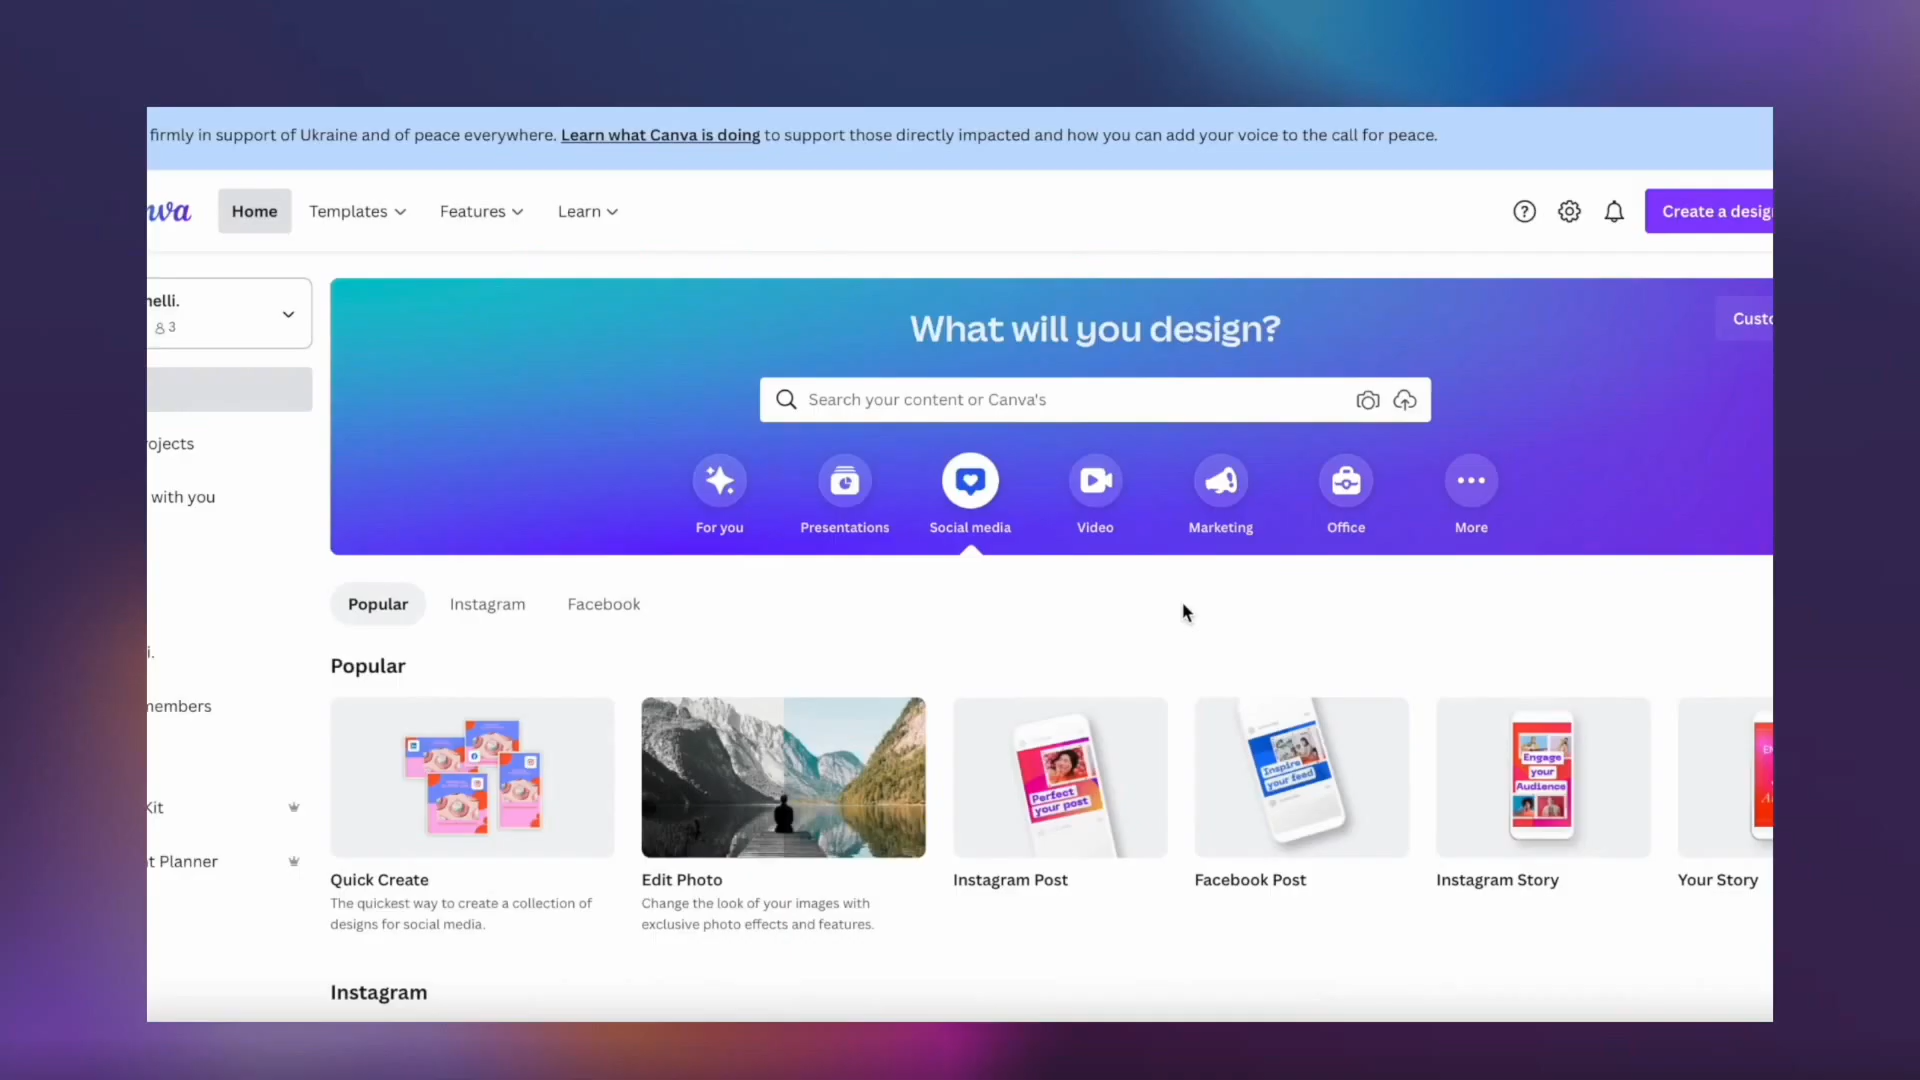 firmly in support of Ukraine and of peace everywhere. Learn what Canva is doing to support those directly impacted and how you can add your voice to the call for peace.
va Home Templates Features Learn Create a desig
nelli.
3
What will you design?
Custo
Search your content or Canva's
ojects
with you
For you Presentations Social media Video Marketing Office More
Popular Instagram Facebook
i.
Popular
members
Kit
t Planner
Perfect
your post
Inspire
your feed
Engage
your
Audience
Quick Create Edit Photo Instagram Post Facebook Post Instagram Story Your Story
The quickest way to create a collection of
designs for social media.
Change the look of your images with
exclusive photo effects and features.
Instagram